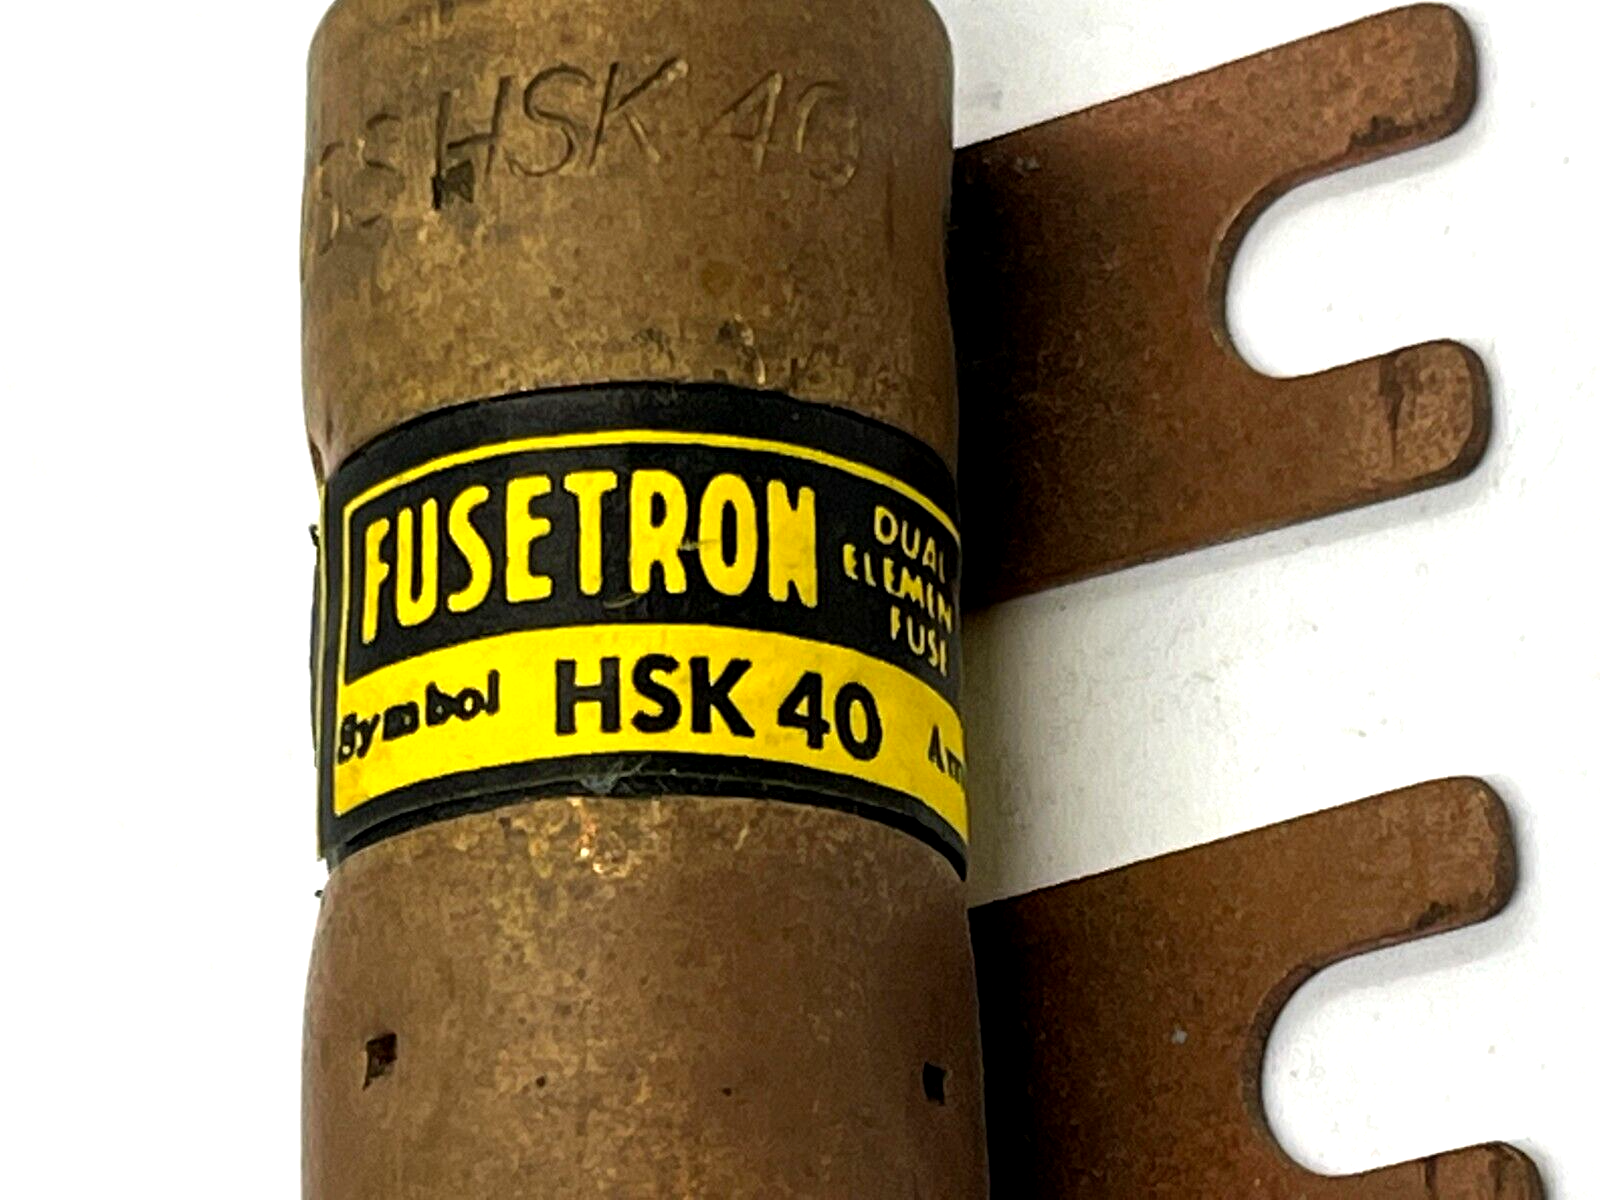 HSK 40
FUSETRON
DUAL
ELEMEN
FUSE
Symbol HSK 40